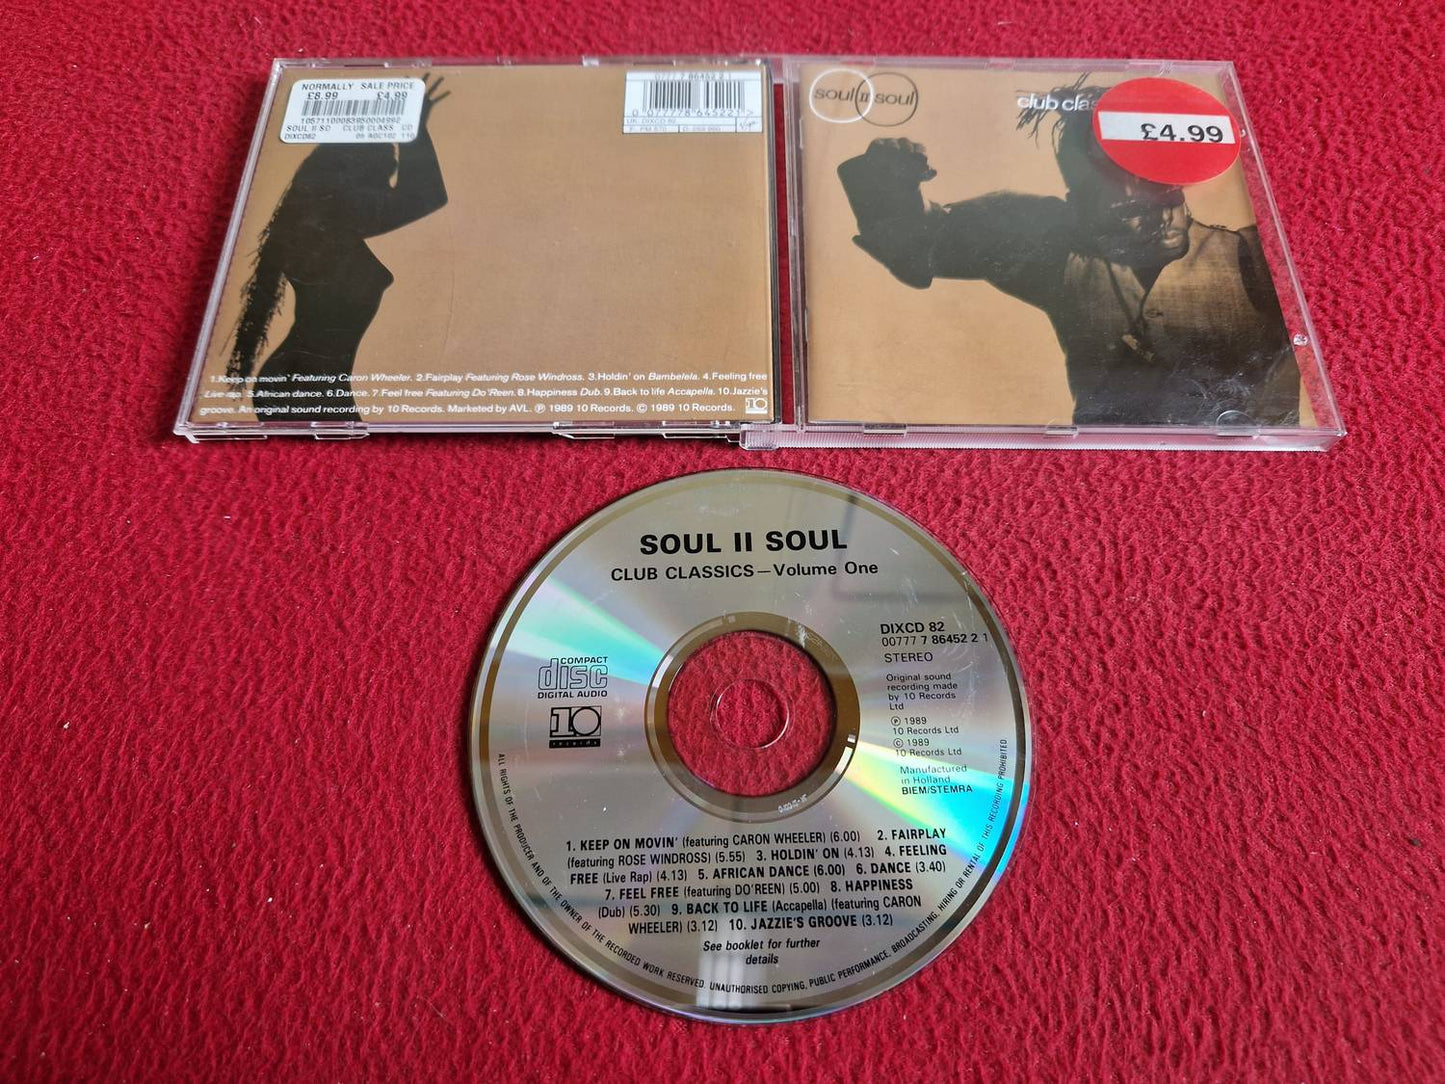 NORMALLY SALE PRICE
£8.99 £4.99
SOUL II SO CLUB CLASS CD
DIXCD82
0777 7 86452 2 1
0 077778 645221 >
UK: DIXCD 82
1.Keep on movin' Featuring Caron Wheeler. 2.Fairplay Featuring Rose Windross. 3.Holdin' on Bambelela. 4.Feeling free
Live rap. 5.African dance. 6.Dance. 7.Feel free Featuring Do'Reen. 8.Happiness Dub. 9.Back to life Accapella. 10.Jazzie's
groove. An original sound recording by 10 Records. Marketed by AVL. ℗ 1989 10 Records. © 1989 10 Records.
10
soul II soul
club clas
£4.99
SOUL II SOUL
CLUB CLASSICS—Volume One
DIXCD 82
00777 7 86452 2 1
STEREO
COMPACT
disc
DIGITAL AUDIO
10
records
Original sound
recording made
by 10 Records
Ltd
℗ 1989
10 Records Ltd
© 1989
10 Records Ltd
Manufactured
in Holland
BIEM/STEMRA
1. KEEP ON MOVIN' (featuring CARON WHEELER) (6.00) 2. FAIRPLAY
(featuring ROSE WINDROSS) (5.55) 3. HOLDIN' ON (4.13) 4. FEELING
FREE (Live Rap) (4.13) 5. AFRICAN DANCE (6.00) 6. DANCE (3.40)
7. FEEL FREE (featuring DO'REEN) (5.00) 8. HAPPINESS
(Dub) (5.30) 9. BACK TO LIFE (Accapella) (featuring CARON
WHEELER) (3.12) 10. JAZZIE'S GROOVE (3.12)
See booklet for further
details
ALL RIGHTS OF THE PRODUCER AND OF THE OWNER OF THE RECORDED WORK RESERVED. UNAUTHORISED COPYING, PUBLIC PERFORMANCE, BROADCASTING, HIRING OR RENTAL OF THIS RECORDING PROHIBITED